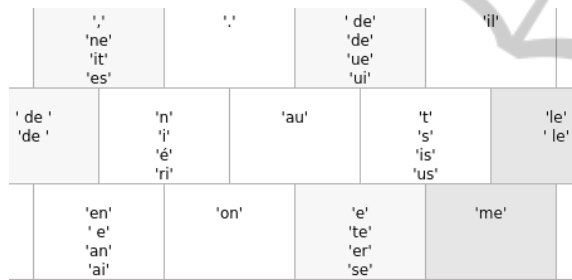 ',' '.' ' de' 'il'
'ne' 'de'
'it' 'ue'
'es' 'ui'
' de ' 'n' 'au' 't' 'le'
'de ' 'i' 's' ' le'
'é' 'is'
'ri' 'us'
'en' 'on' 'e' 'me'
' e' 'te'
'an' 'er'
'ai' 'se'